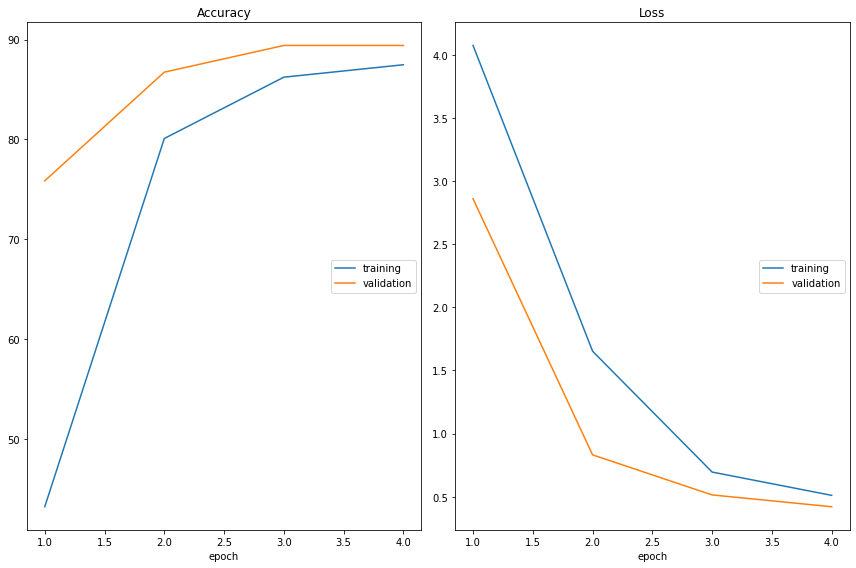 Accuracy
90
80
70
60
50
1.0 1.5 2.0 2.5 3.0 3.5 4.0
epoch
training
validation
Loss
4.0
3.5
3.0
2.5
2.0
1.5
1.0
0.5
1.0 1.5 2.0 2.5 3.0 3.5 4.0
epoch
training
validation